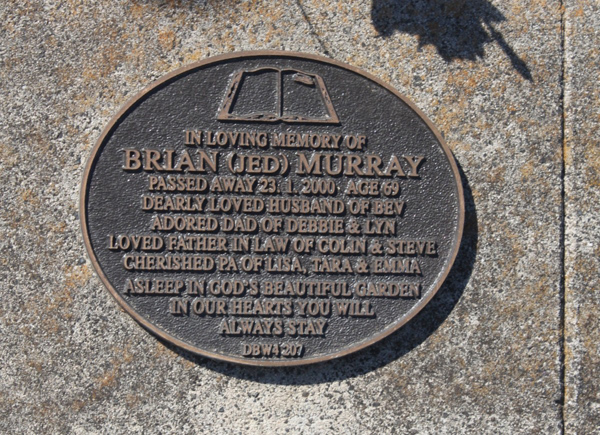 IN LOVING MEMORY OF
BRIAN (JED) MURRAY
PASSED AWAY 23. 1. 2000 AGE 69
DEARLY LOVED HUSBAND OF BEV
ADORED DAD OF DEBBIE & LYN
LOVED FATHER IN LAW OF COLIN & STEVE
CHERISHED PA OF LISA, TARA & EMMA
ASLEEP IN GOD'S BEAUTIFUL GARDEN
IN OUR HEARTS YOU WILL
ALWAYS STAY
DBW4 207